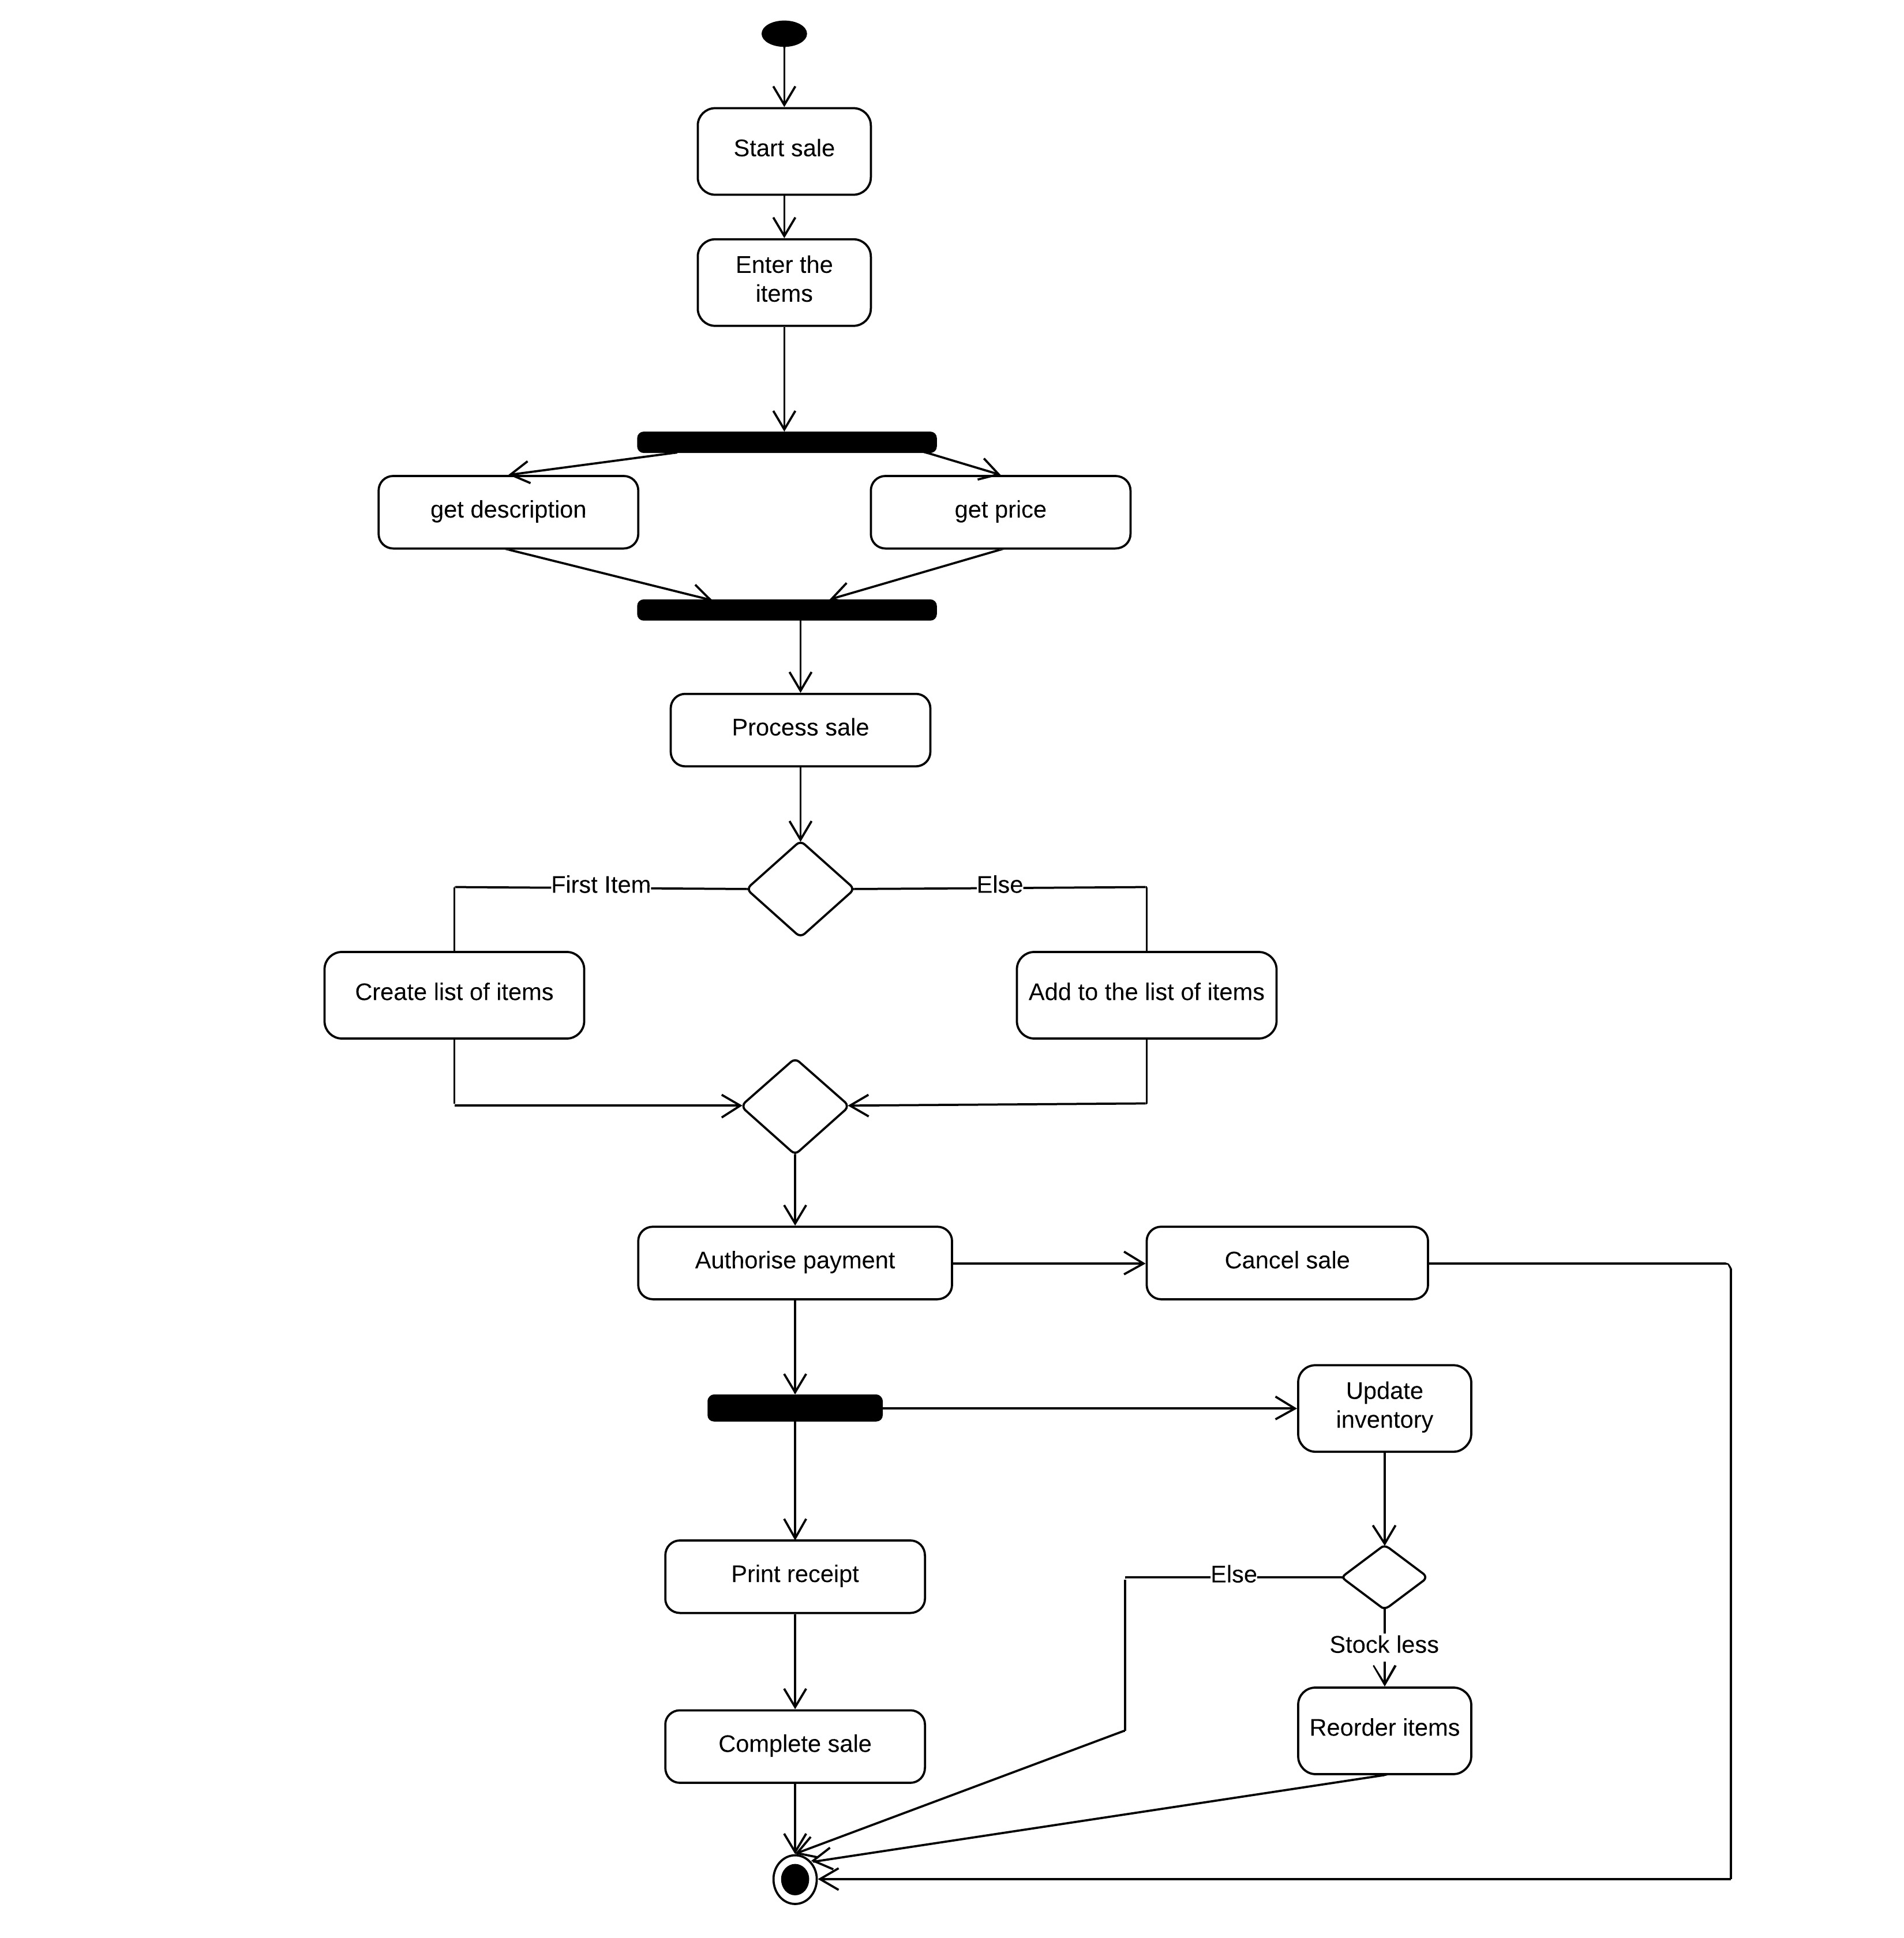 Start sale
Enter the
items
get description
get price
Process sale
First Item
Else
Create list of items
Add to the list of items
Authorise payment
Cancel sale
Update
inventory
Print receipt
Else
Stock less
Reorder items
Complete sale